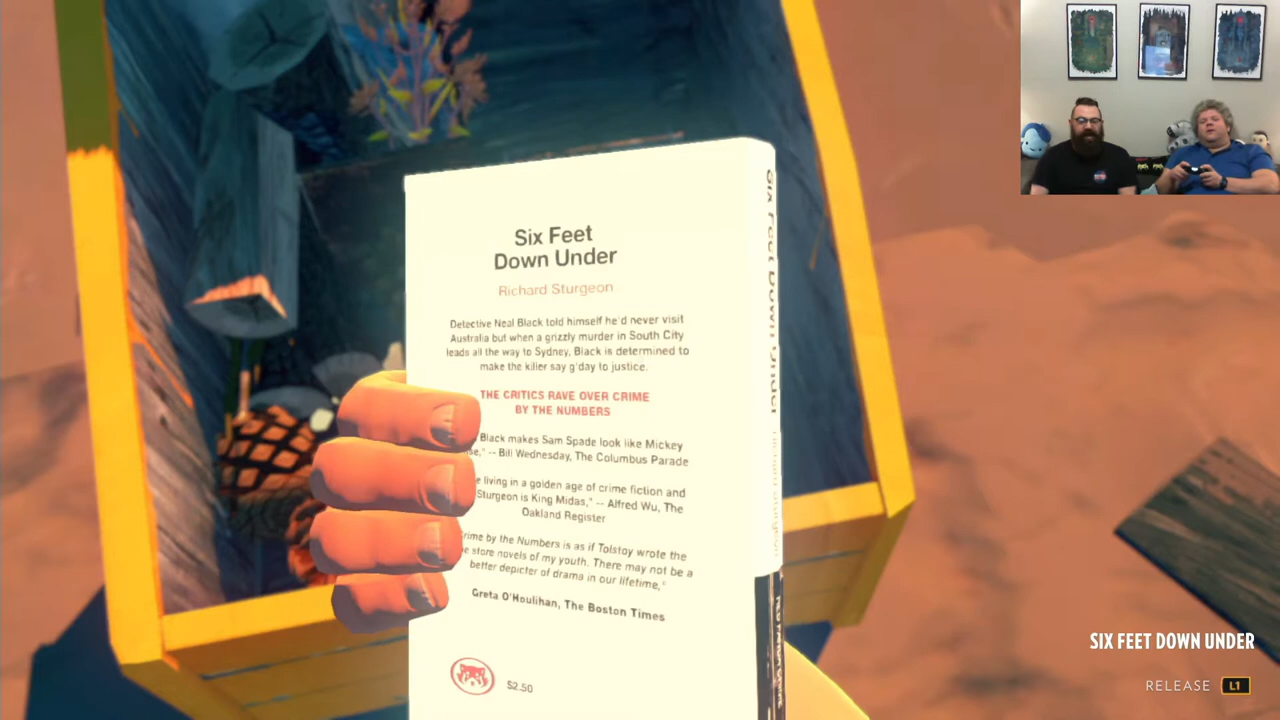 Six Feet
Down Under
Richard Sturgeon
Detective Neal Black told himself he'd never visit
Australia but when a grizzly murder in South City
leads all the way to Sydney, Black is determined to
make the killer say g'day to justice.
THE CRITICS RAVE OVER CRIME
BY THE NUMBERS
Black makes Sam Spade look like Mickey
se," -- Bill Wednesday, The Columbus Parade
e living in a golden age of crime fiction and
Sturgeon is King Midas," -- Alfred Wu, The
Oakland Register
rime by the Numbers is as if Tolstoy wrote the
e store novels of my youth. There may not be a
better depicter of drama in our lifetime,"
Greta O'Houlihan, The Boston Times
$2.50
Six Feet Down Under
Richard Sturgeon
SIX FEET DOWN UNDER
RELEASE L1